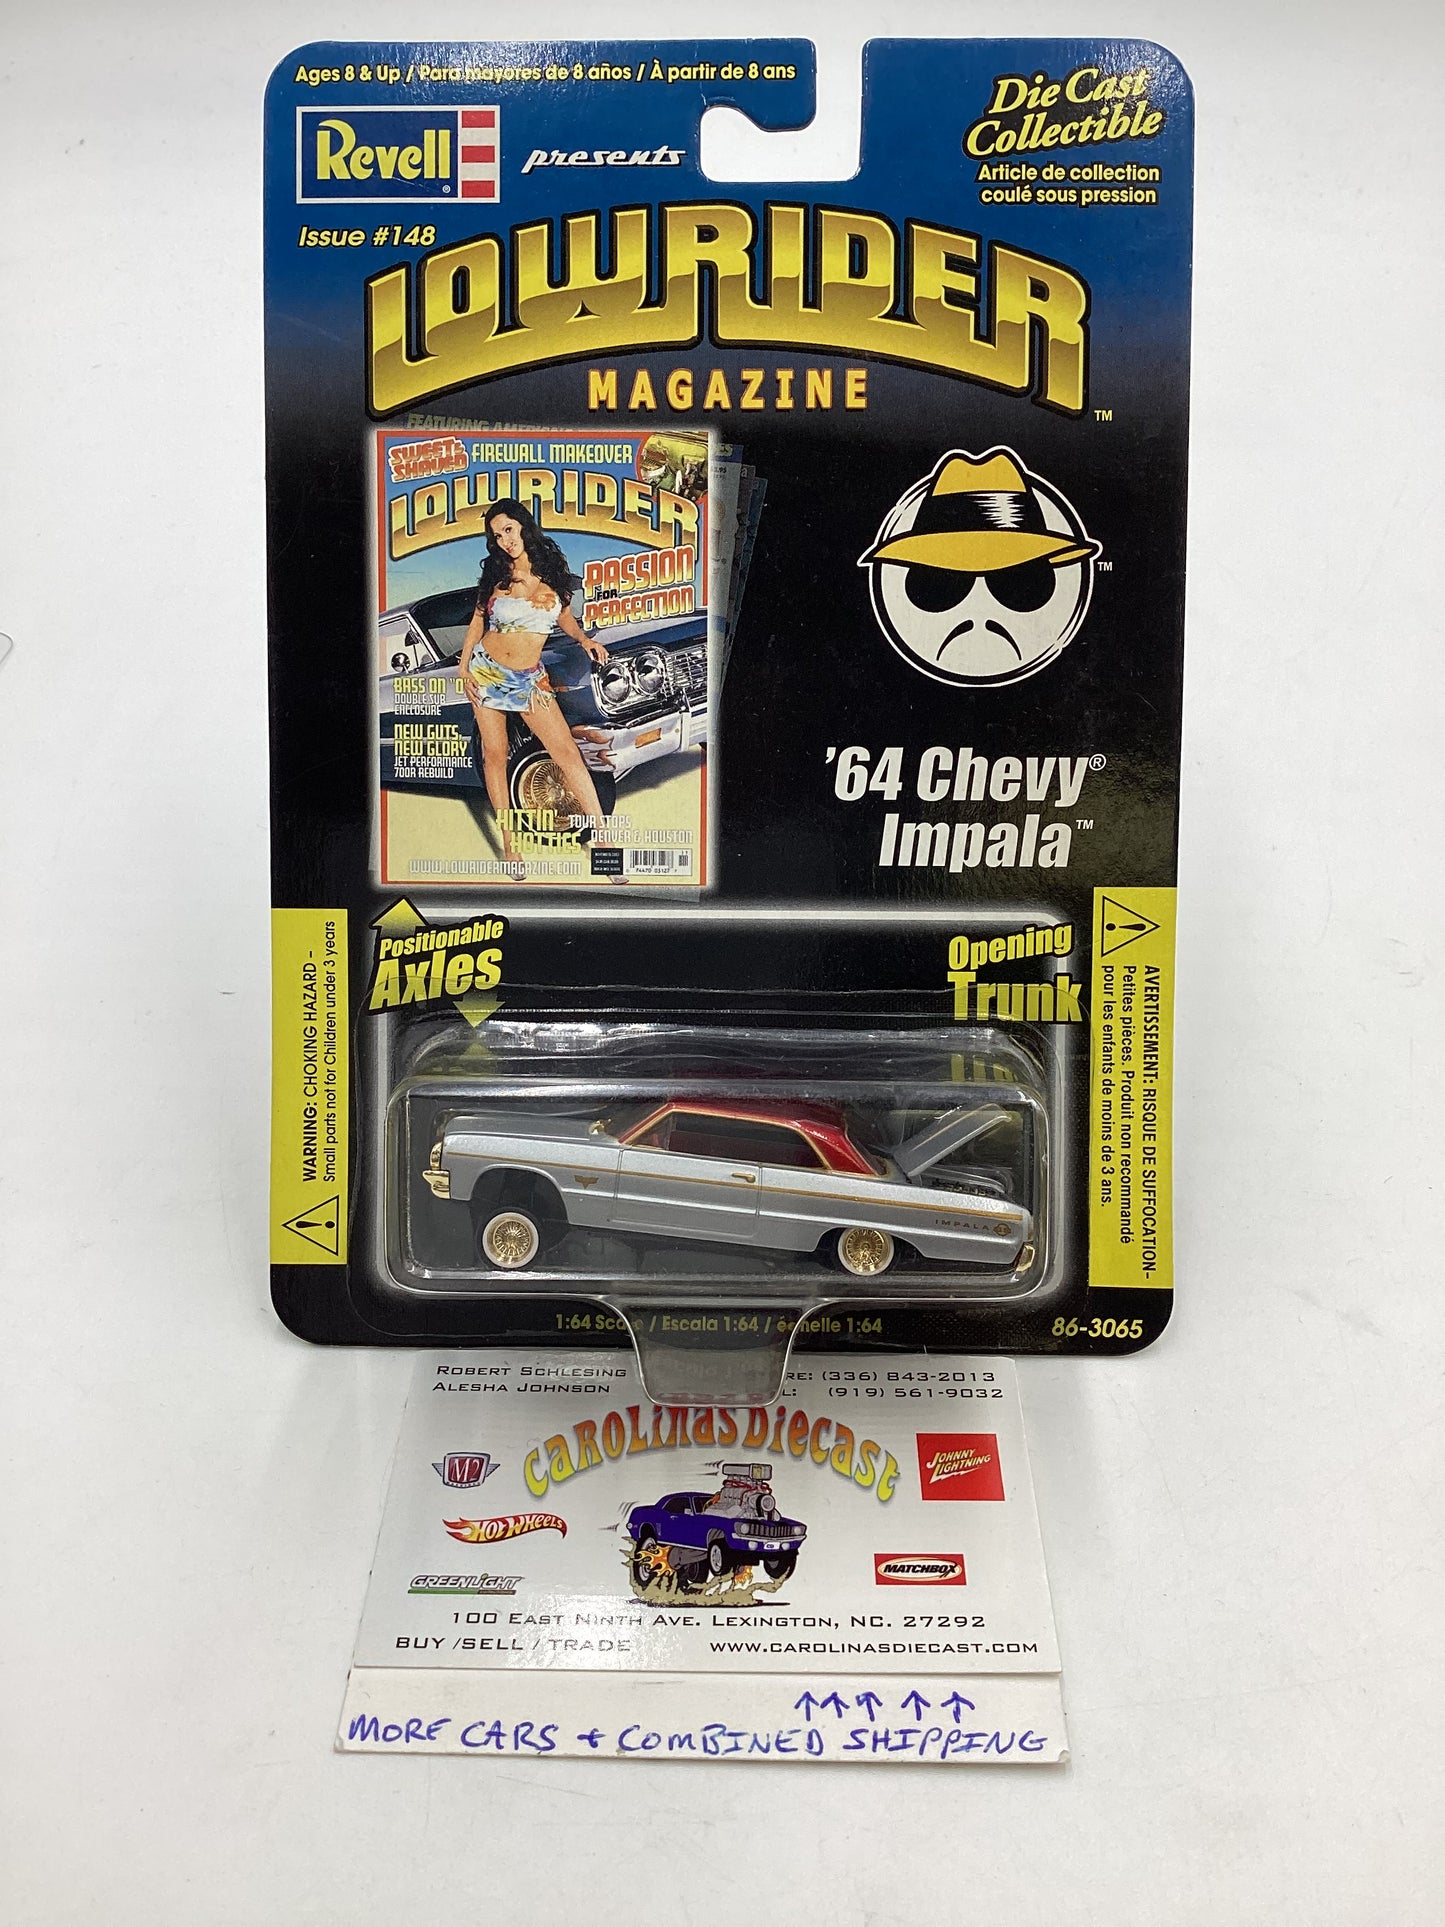 Ages 8 & Up / Para mayores de 8 años / À partir de 8 ans
Revell®
presents
Die Cast
Collectible
Article de collection
coulé sous pression
Issue #148
LOWRIDER
MAGAZINE™
FEATURING
SWEET &
SHAVED
FIREWALL MAKEOVER
LOWRIDER
PASSION
FOR
PERFECTION
BASS ON "O"
DOUBLE SUB
ENCLOSURE
NEW GUTS,
NEW GLORY
JET PERFORMANCE
700R REBUILD
HITTIN'
HOTTIES
TOUR STOPS
DENVER & HOUSTON
WWW.LOWRIDERMAGAZINE.COM
TM
'64 Chevy®
Impala™
Positionable
Axles
Opening
Trunk
WARNING: CHOKING HAZARD –
Small parts not for Children under 3 years
AVERTISSEMENT: RISQUE DE SUFFOCATION-
Petites pièces. Produit non recommandé
pour les enfants de moins de 3 ans.
IMPALA
1:64 Scale / Escala 1:64 / échelle 1:64
86-3065
ROBERT SCHLESING
RE: (336) 843-2013
ALESHA JOHNSON
L: (919) 561-9032
CAROLINAS DIECAST
M2
JOHNNY LIGHTNING
HOT WHEELS
GREENLIGHT
MATCHBOX
100 EAST NINTH AVE. LEXINGTON, NC. 27292
BUY /SELL / TRADE
WWW.CAROLINASDIECAST.COM
↑↑↑ ↑ ↑
MORE CARS + COMBINED SHIPPING